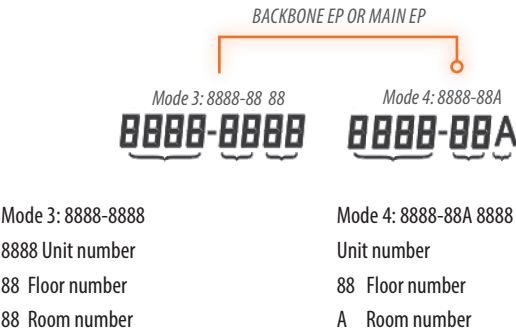 BACKBONE EP OR MAIN EP
Mode 3: 8888-88 88
Mode 4: 8888-88A
8888-8888
8888-88A
Mode 3: 8888-8888
8888 Unit number
88 Floor number
88 Room number
Mode 4: 8888-88A 8888
Unit number
88 Floor number
A Room number